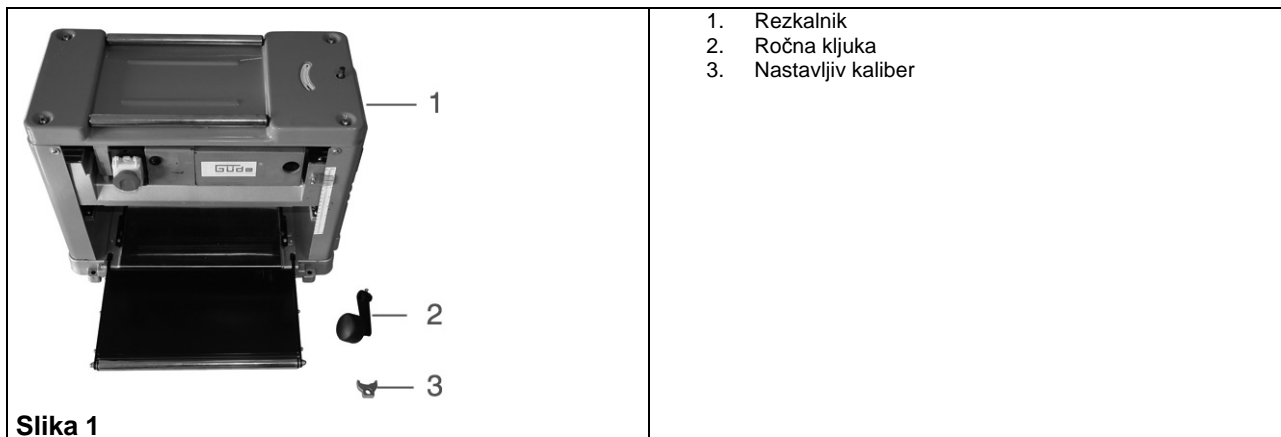 1
Güde
2
3
Slika 1
1. Rezkalnik
2. Ročna kljuka
3. Nastavljiv kaliber